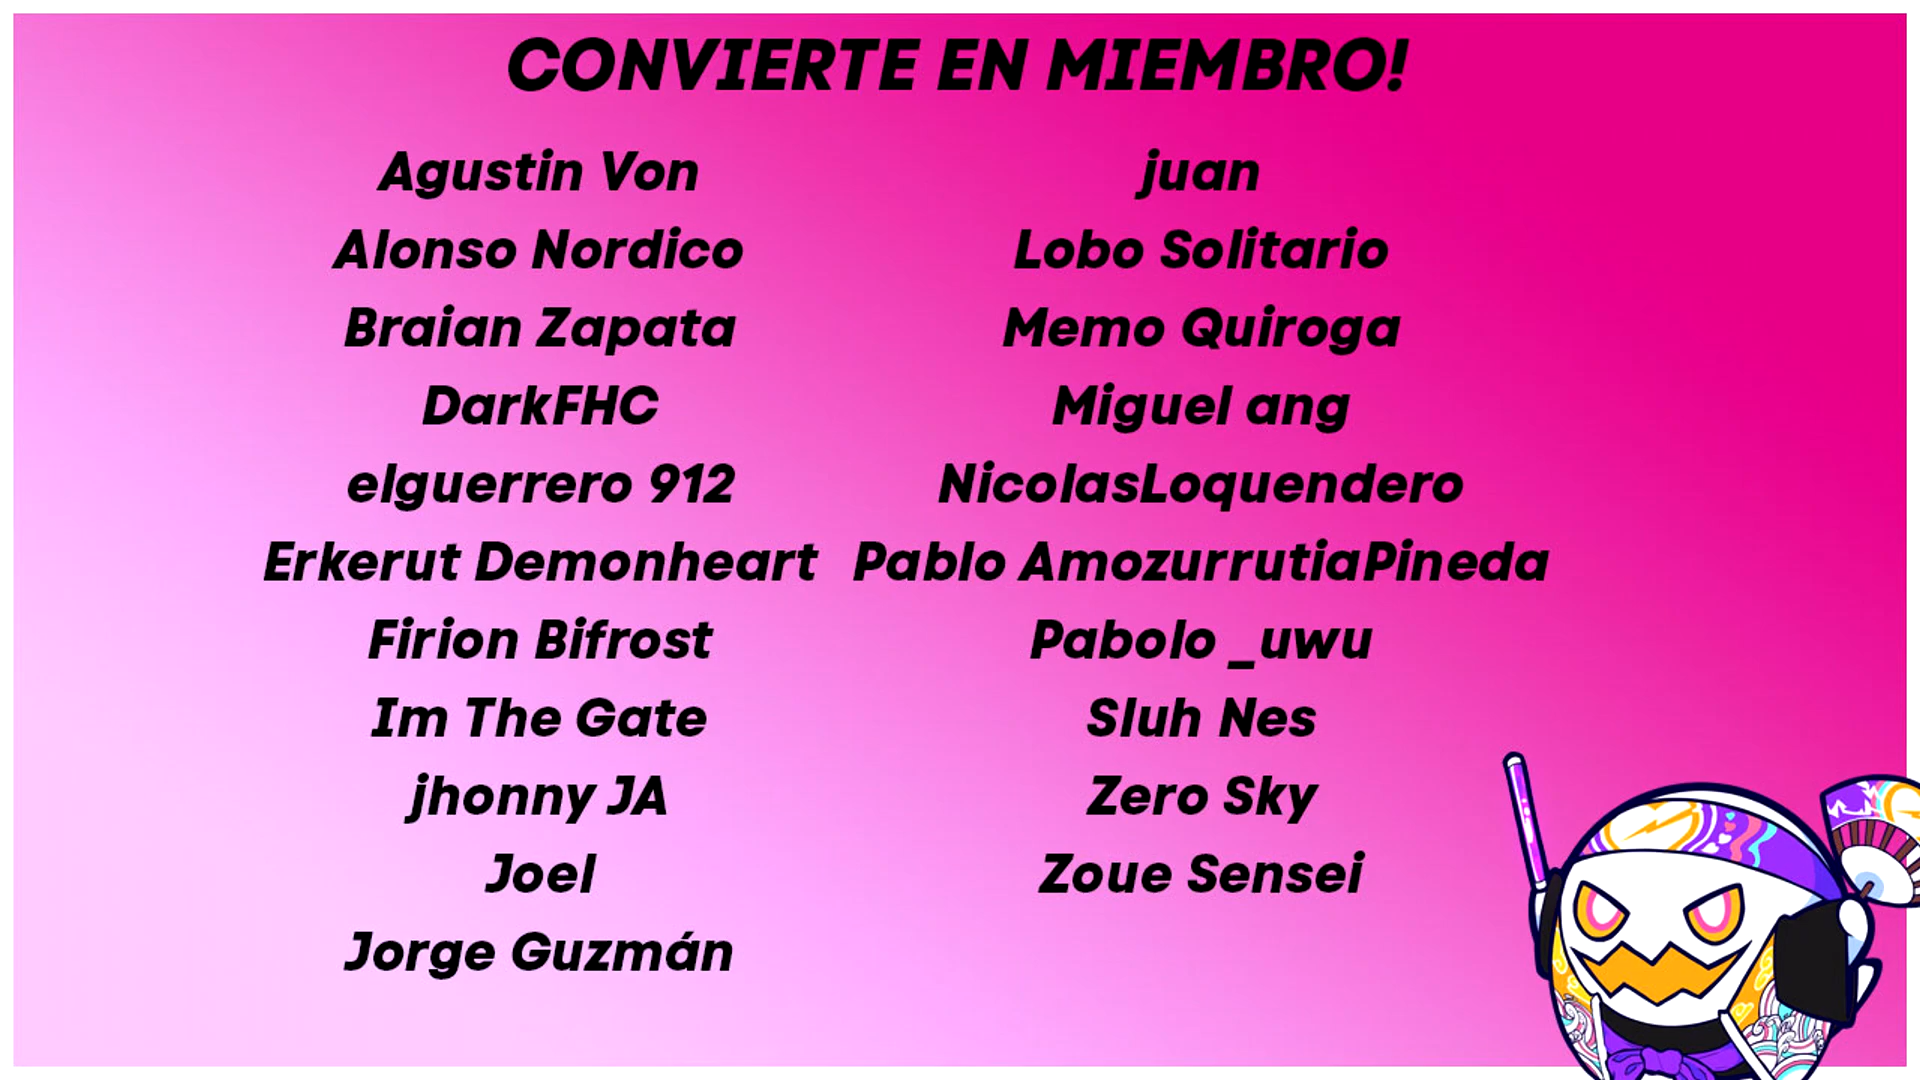 CONVIERTE EN MIEMBRO!
Agustin Von
Alonso Nordico
Braian Zapata
DarkFHC
elguerrero 912
Erkerut Demonheart
Firion Bifrost
Im The Gate
jhonny JA
Joel
Jorge Guzmán
juan
Lobo Solitario
Memo Quiroga
Miguel ang
NicolasLoquendero
Pablo AmozurrutiaPineda
Pabolo _uwu
Sluh Nes
Zero Sky
Zoue Sensei